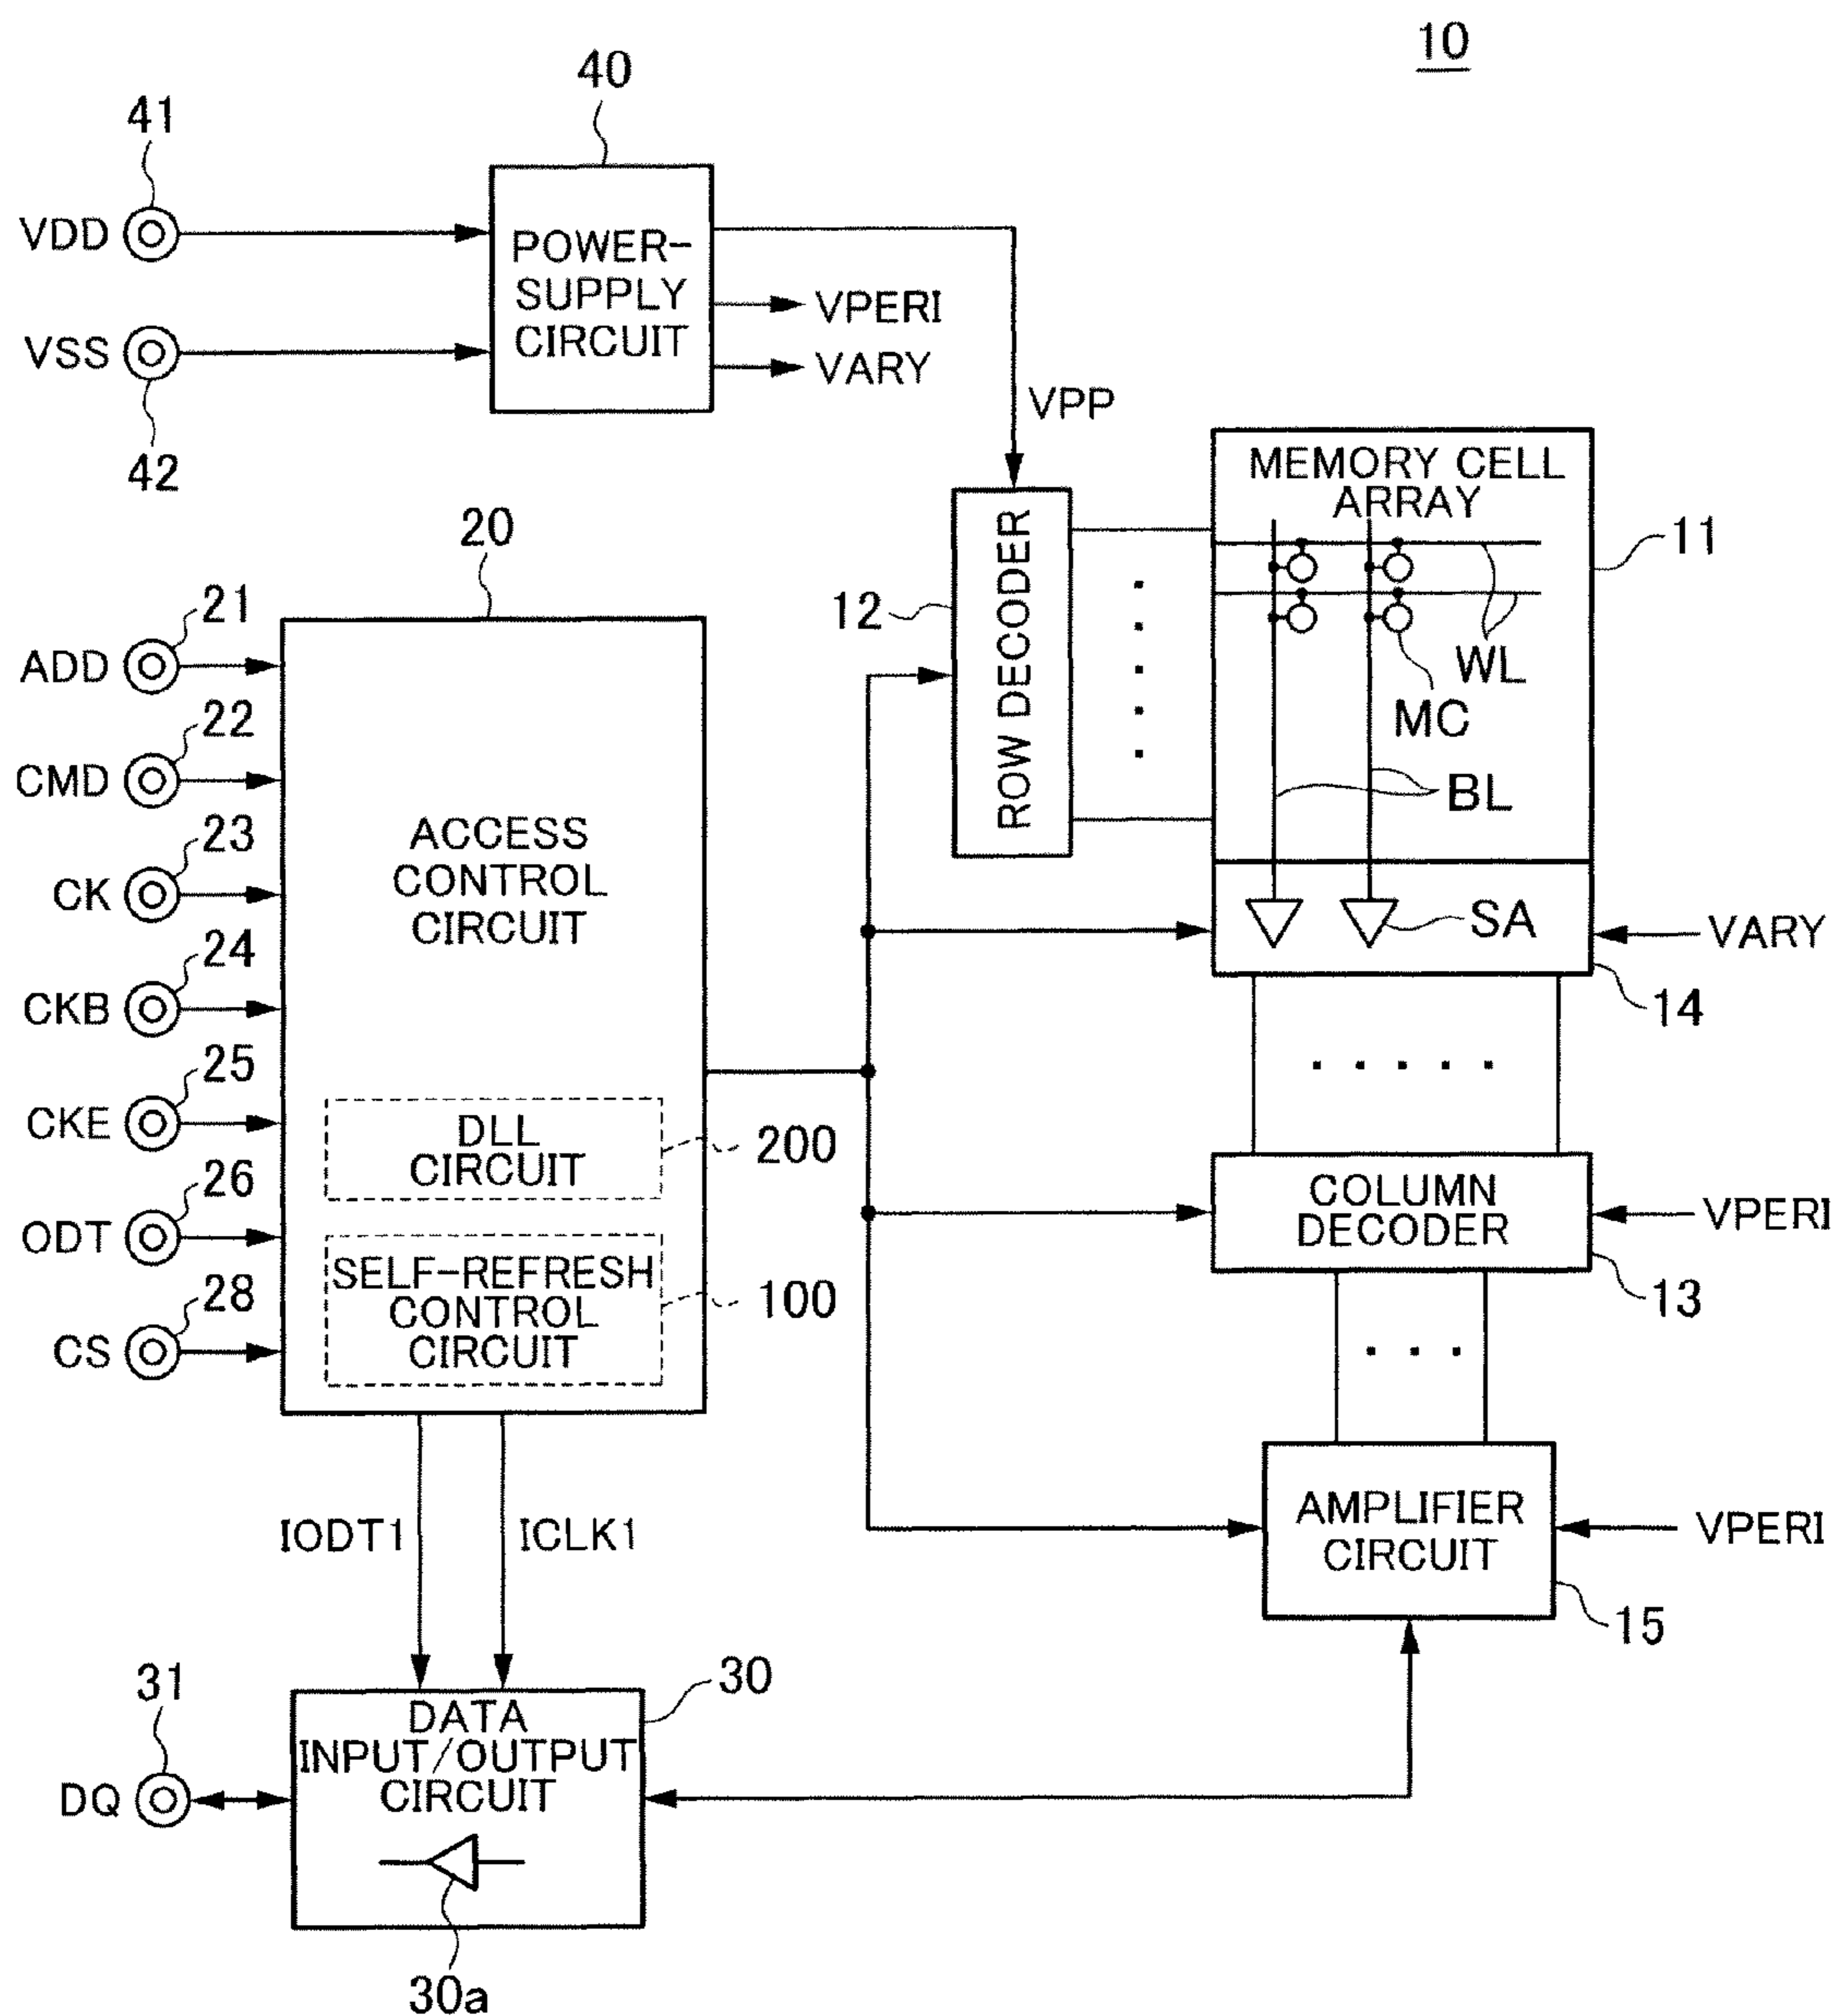 10
40
41
VDD
POWER-
SUPPLY
CIRCUIT
VPERI
VARY
VSS
42
VPP
MEMORY CELL
ARRAY
11
12
ROW DECODER
WL
MC
BL
SA
VARY
14
20
21
ADD
22
CMD
23
CK
24
CKB
25
CKE
26
ODT
28
CS
ACCESS
CONTROL
CIRCUIT
DLL
CIRCUIT
200
SELF-REFRESH
CONTROL
CIRCUIT
100
COLUMN
DECODER
VPERI
13
AMPLIFIER
CIRCUIT
VPERI
15
IODT1
ICLK1
31
DQ
30
DATA
INPUT/OUTPUT
CIRCUIT
30a